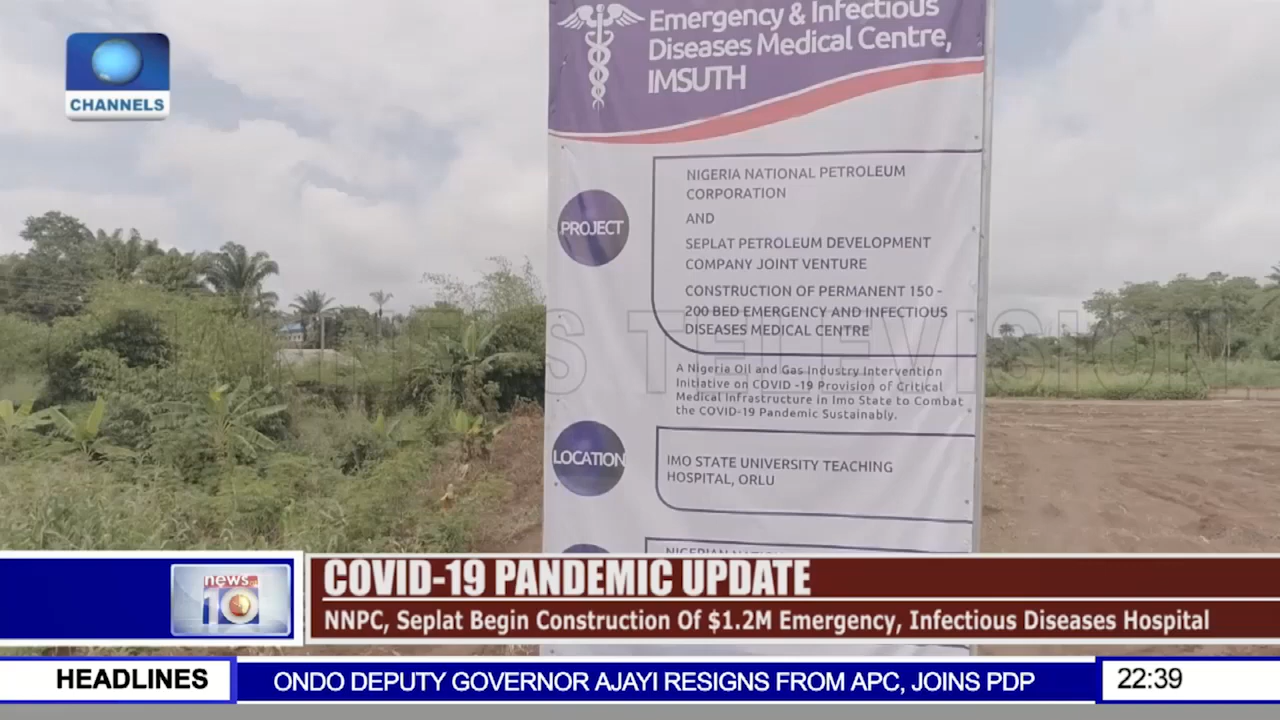 CHANNELS
Emergency & Infectious
Diseases Medical Centre,
IMSUTH
PROJECT
NIGERIA NATIONAL PETROLEUM
CORPORATION
AND
SEPLAT PETROLEUM DEVELOPMENT
COMPANY JOINT VENTURE
CONSTRUCTION OF PERMANENT 150 -
200 BED EMERGENCY AND INFECTIOUS
DISEASES MEDICAL CENTRE
A Nigeria Oil and Gas Industry Intervention
Initiative on COVID -19 Provision of Critical
Medical Infrastructure in Imo State to Combat
the COVID-19 Pandemic Sustainably.
LOCATION
IMO STATE UNIVERSITY TEACHING
HOSPITAL, ORLU
TELEVISION
news
10
COVID-19 PANDEMIC UPDATE
NNPC, Seplat Begin Construction Of $1.2M Emergency, Infectious Diseases Hospital
HEADLINES
ONDO DEPUTY GOVERNOR AJAYI RESIGNS FROM APC, JOINS PDP
22:39